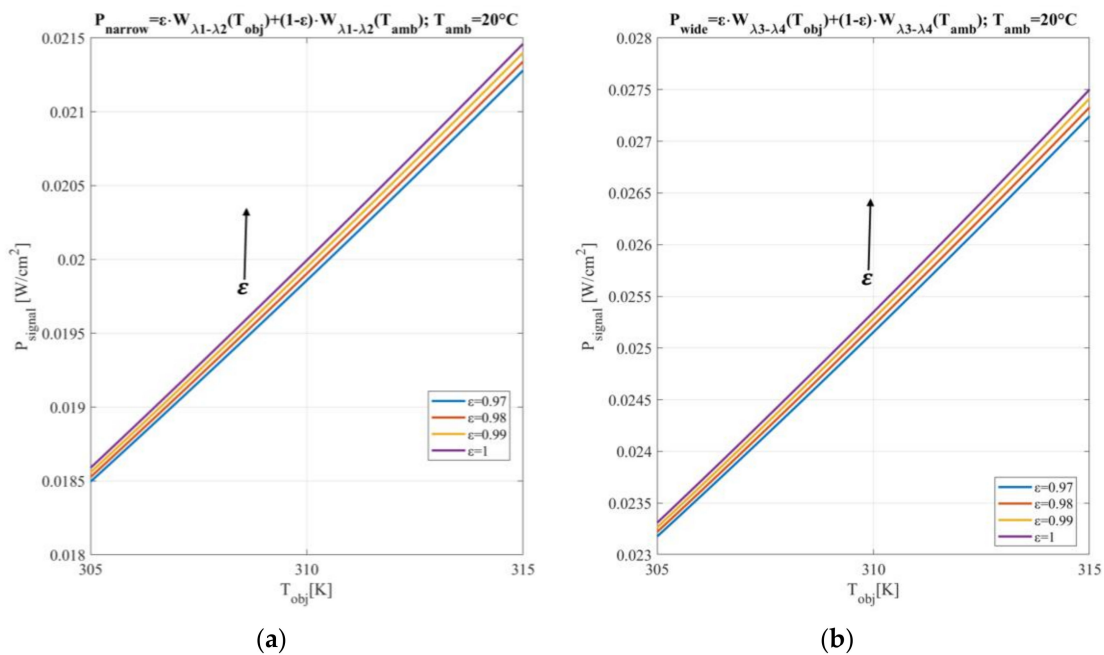 P_narrow=ε·W_λ1-λ2(T_obj)+(1-ε)·W_λ1-λ2(T_amb); T_amb=20°C
0.0215
0.021
0.0205
0.02
0.0195
0.019
0.0185
0.018
P_signal [W/cm²]
ε
ε=0.97
ε=0.98
ε=0.99
ε=1
305
310
315
T_obj[K]
(a)
P_wide=ε·W_λ3-λ4(T_obj)+(1-ε)·W_λ3-λ4(T_amb); T_amb=20°C
0.028
0.0275
0.027
0.0265
0.026
0.0255
0.025
0.0245
0.024
0.0235
0.023
P_signal [W/cm²]
ε
ε=0.97
ε=0.98
ε=0.99
ε=1
305
310
315
T_obj[K]
(b)